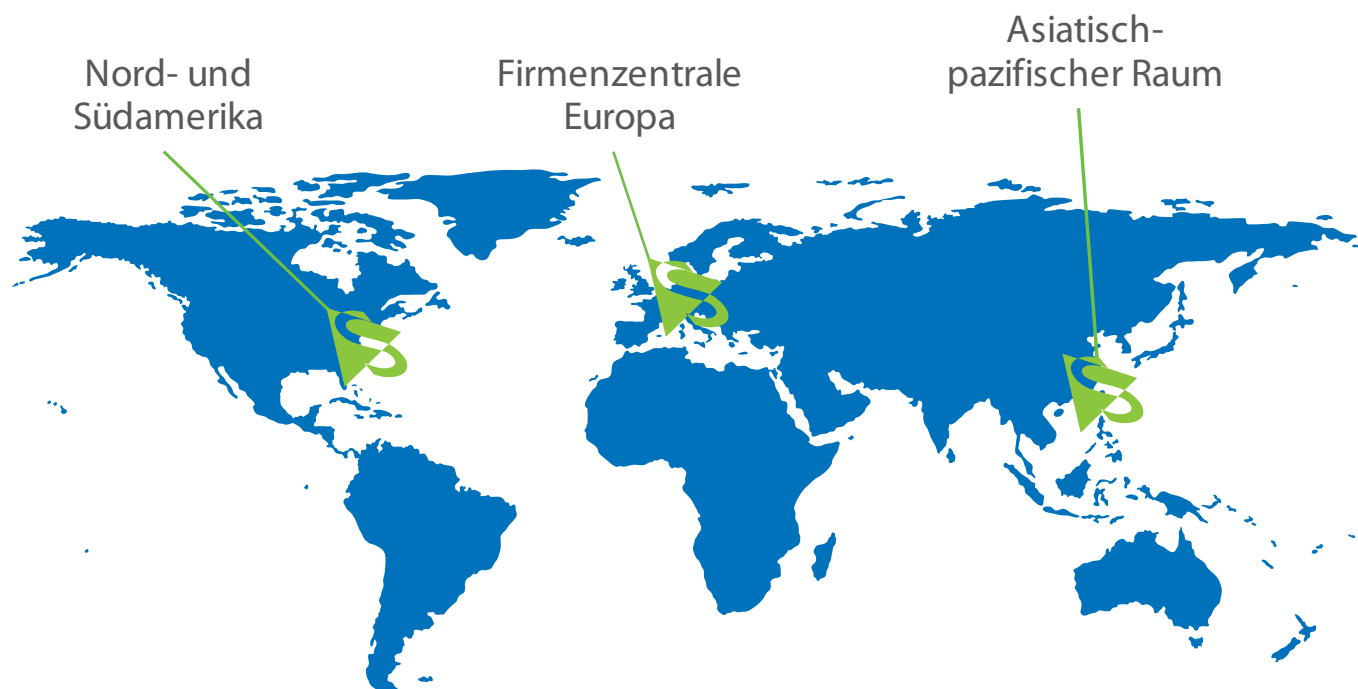 Nord- und
Südamerika
Firmenzentrale
Europa
Asiatisch-
pazifischer Raum